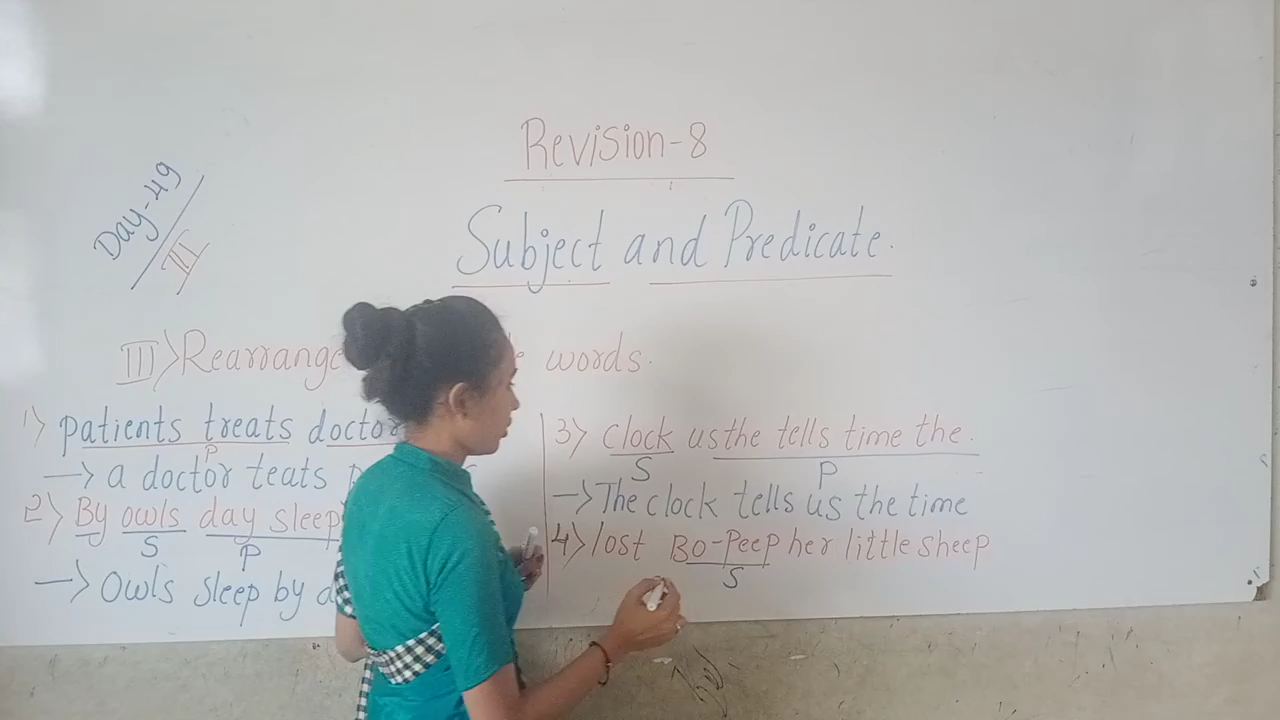 Revision-8
Day-49
II
Subject and Predicate.
III> Rearrange words.
1> patients treats doctor
P
→ a doctor teats
2> By owls day sleep
S P
→ Owls sleep by
3> clock us the tells time the.
S P
→ The clock tells us the time
4> lost Bo-Peep her little sheep
S